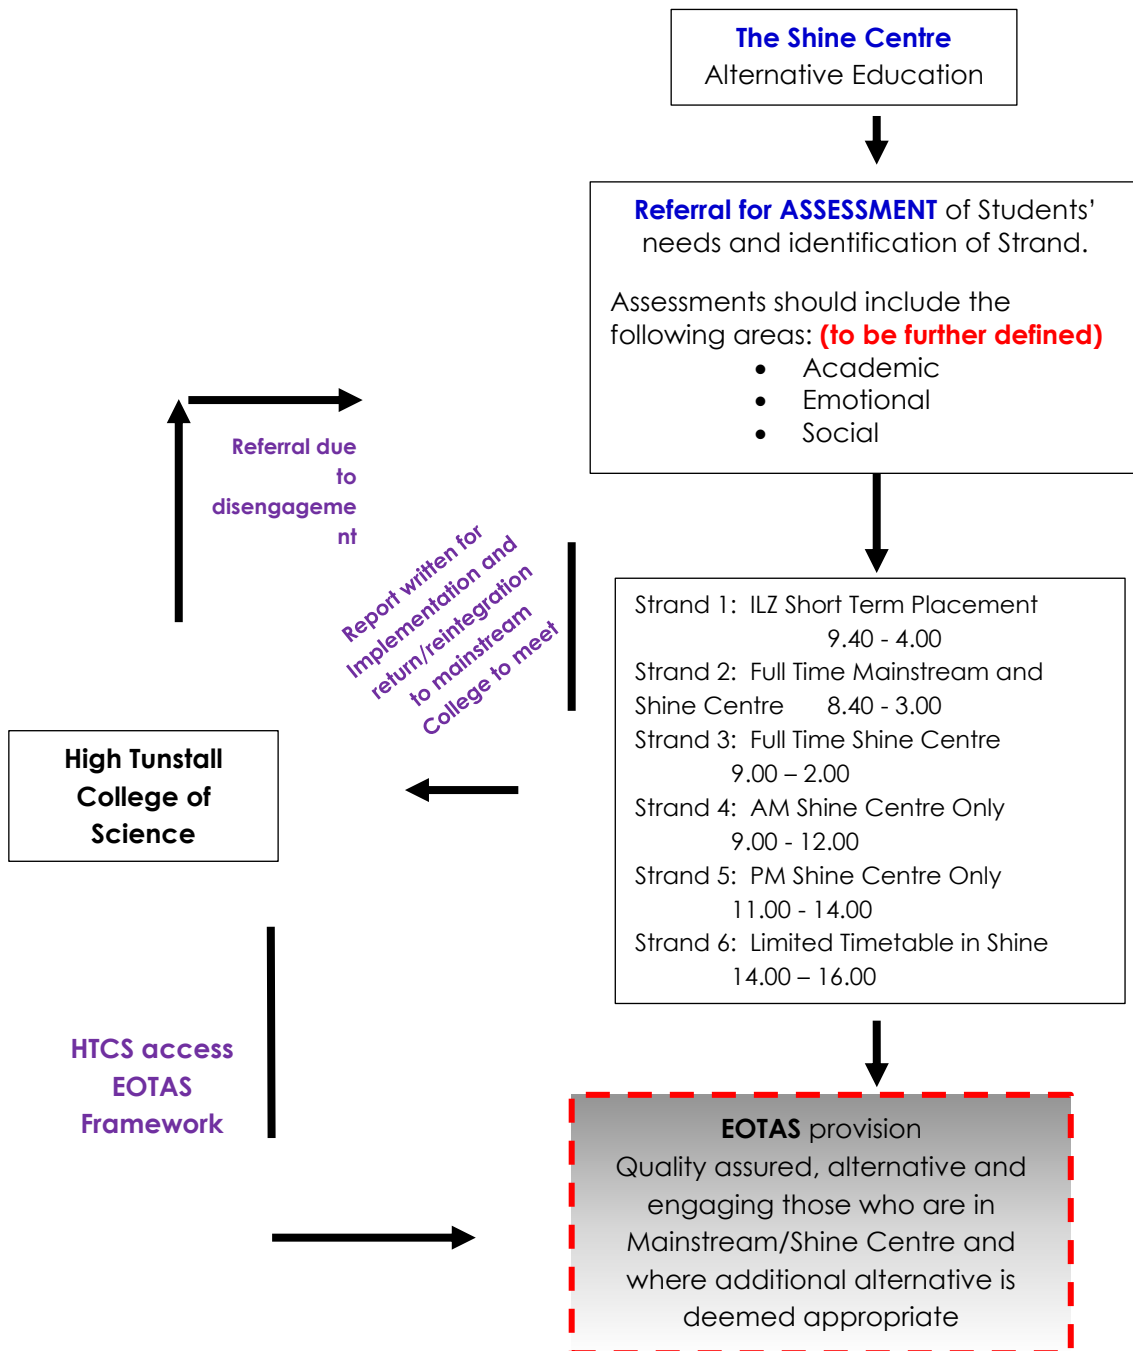 The Shine Centre
Alternative Education
Referral for ASSESSMENT of Students’
needs and identification of Strand.
Assessments should include the
following areas: (to be further defined)
• Academic
• Emotional
• Social
Referral due
to
disengageme
nt
Report written for
Implementation and
return/reintegration
to mainstream
College to meet
Strand 1: ILZ Short Term Placement
9.40 - 4.00
Strand 2: Full Time Mainstream and
Shine Centre 8.40 - 3.00
Strand 3: Full Time Shine Centre
9.00 – 2.00
Strand 4: AM Shine Centre Only
9.00 - 12.00
Strand 5: PM Shine Centre Only
11.00 - 14.00
Strand 6: Limited Timetable in Shine
14.00 – 16.00
High Tunstall
College of
Science
HTCS access
EOTAS
Framework
EOTAS provision
Quality assured, alternative and
engaging those who are in
Mainstream/Shine Centre and
where additional alternative is
deemed appropriate